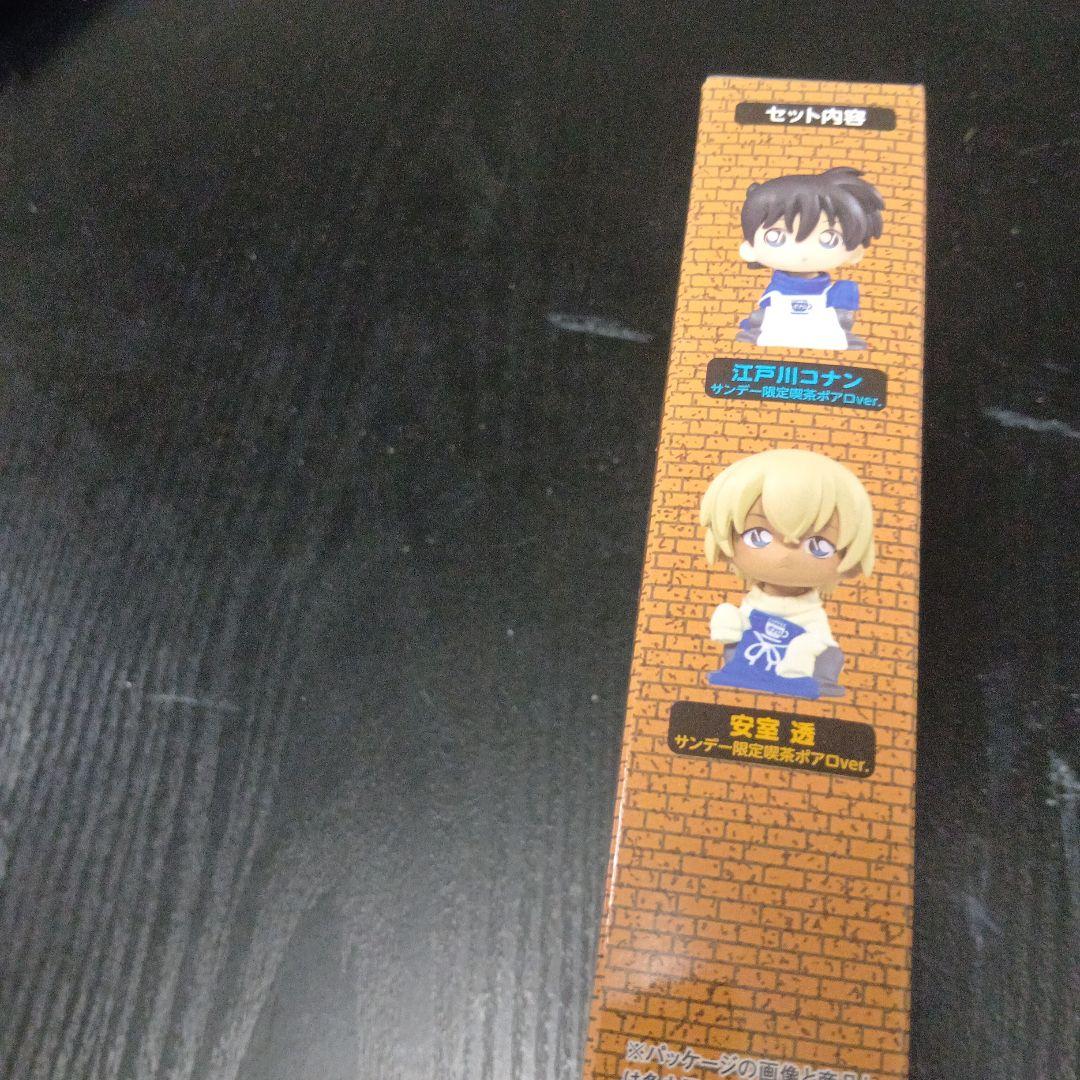 セット内容
江戸川コナン
サンデー限定喫茶ポアロver.
安室 透
サンデー限定喫茶ポアロver.
※パッケージの画像と商品